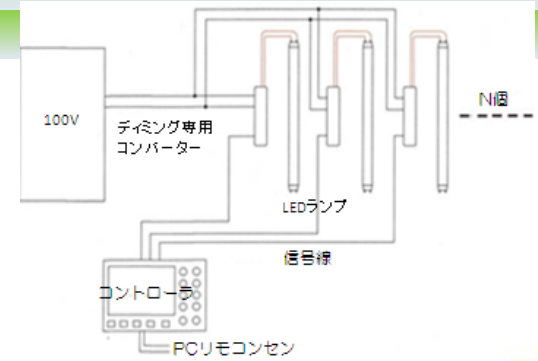 100V
ディミング専用
コンバーター
N個
LEDランプ
信号線
コントローラ
PCリモコンセン